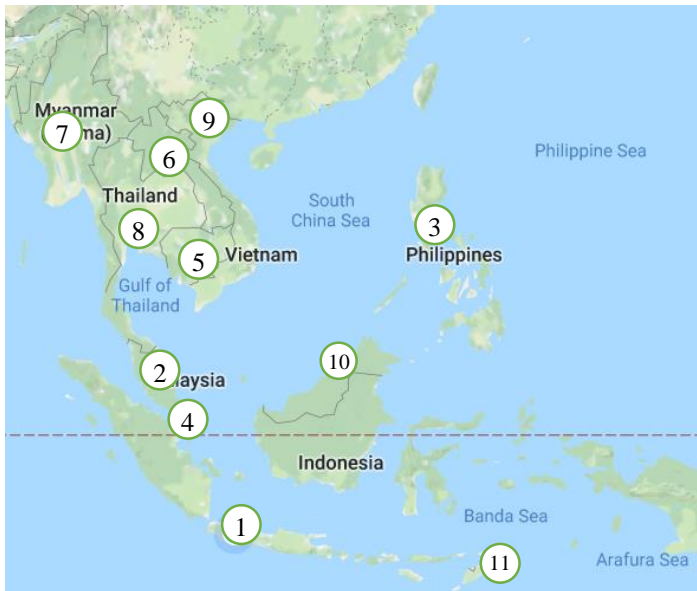 Myanmar
7
ma)
9
6
Thailand
8
5
Vietnam
Gulf of
Thailand
South
China Sea
Philippine Sea
3
Philippines
10
2
laysia
4
Indonesia
1
Banda Sea
11
Arafura Sea